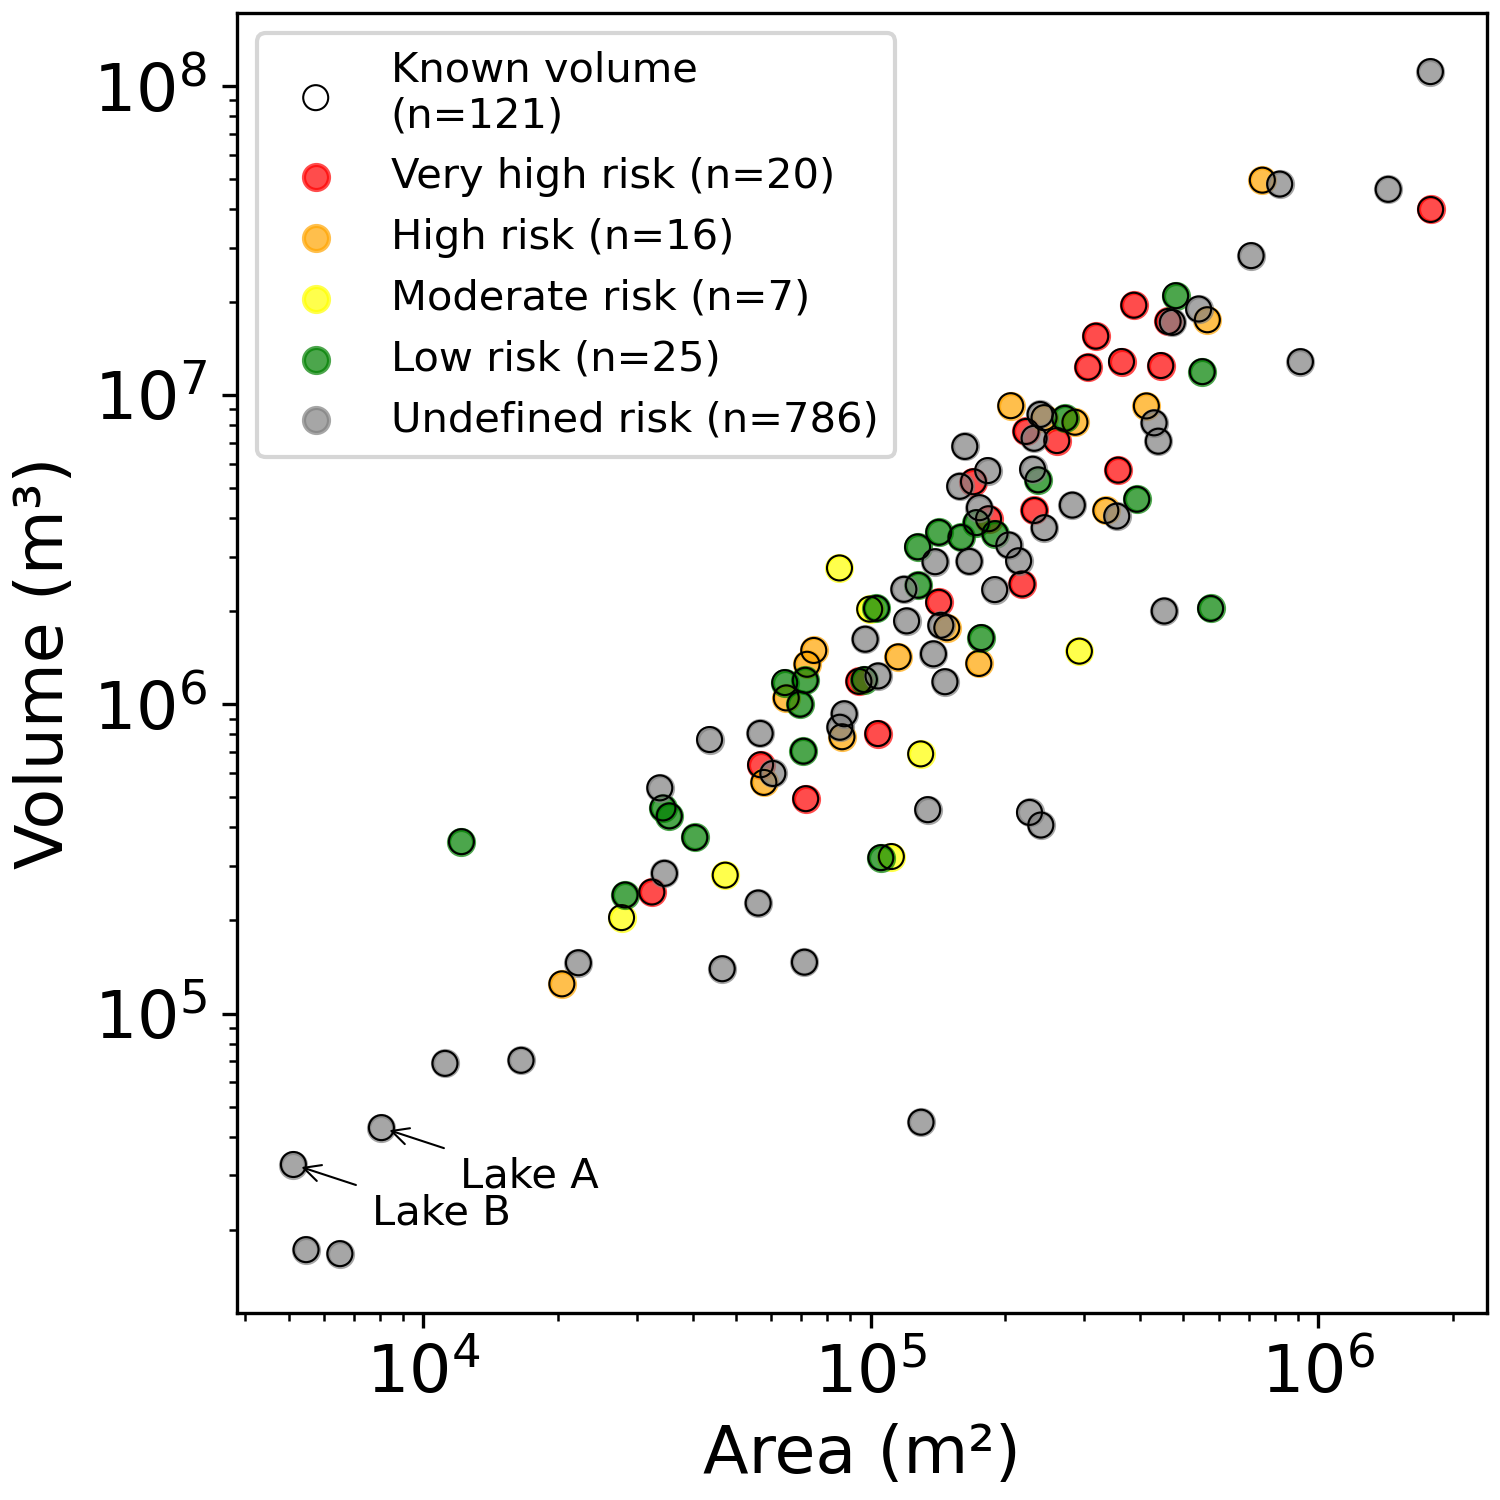 Known volume
(n=121)
Very high risk (n=20)
High risk (n=16)
Moderate risk (n=7)
Low risk (n=25)
Undefined risk (n=786)
10⁸
10⁷
10⁶
10⁵
Volume (m³)
Lake A
Lake B
10⁴
10⁵
10⁶
Area (m²)